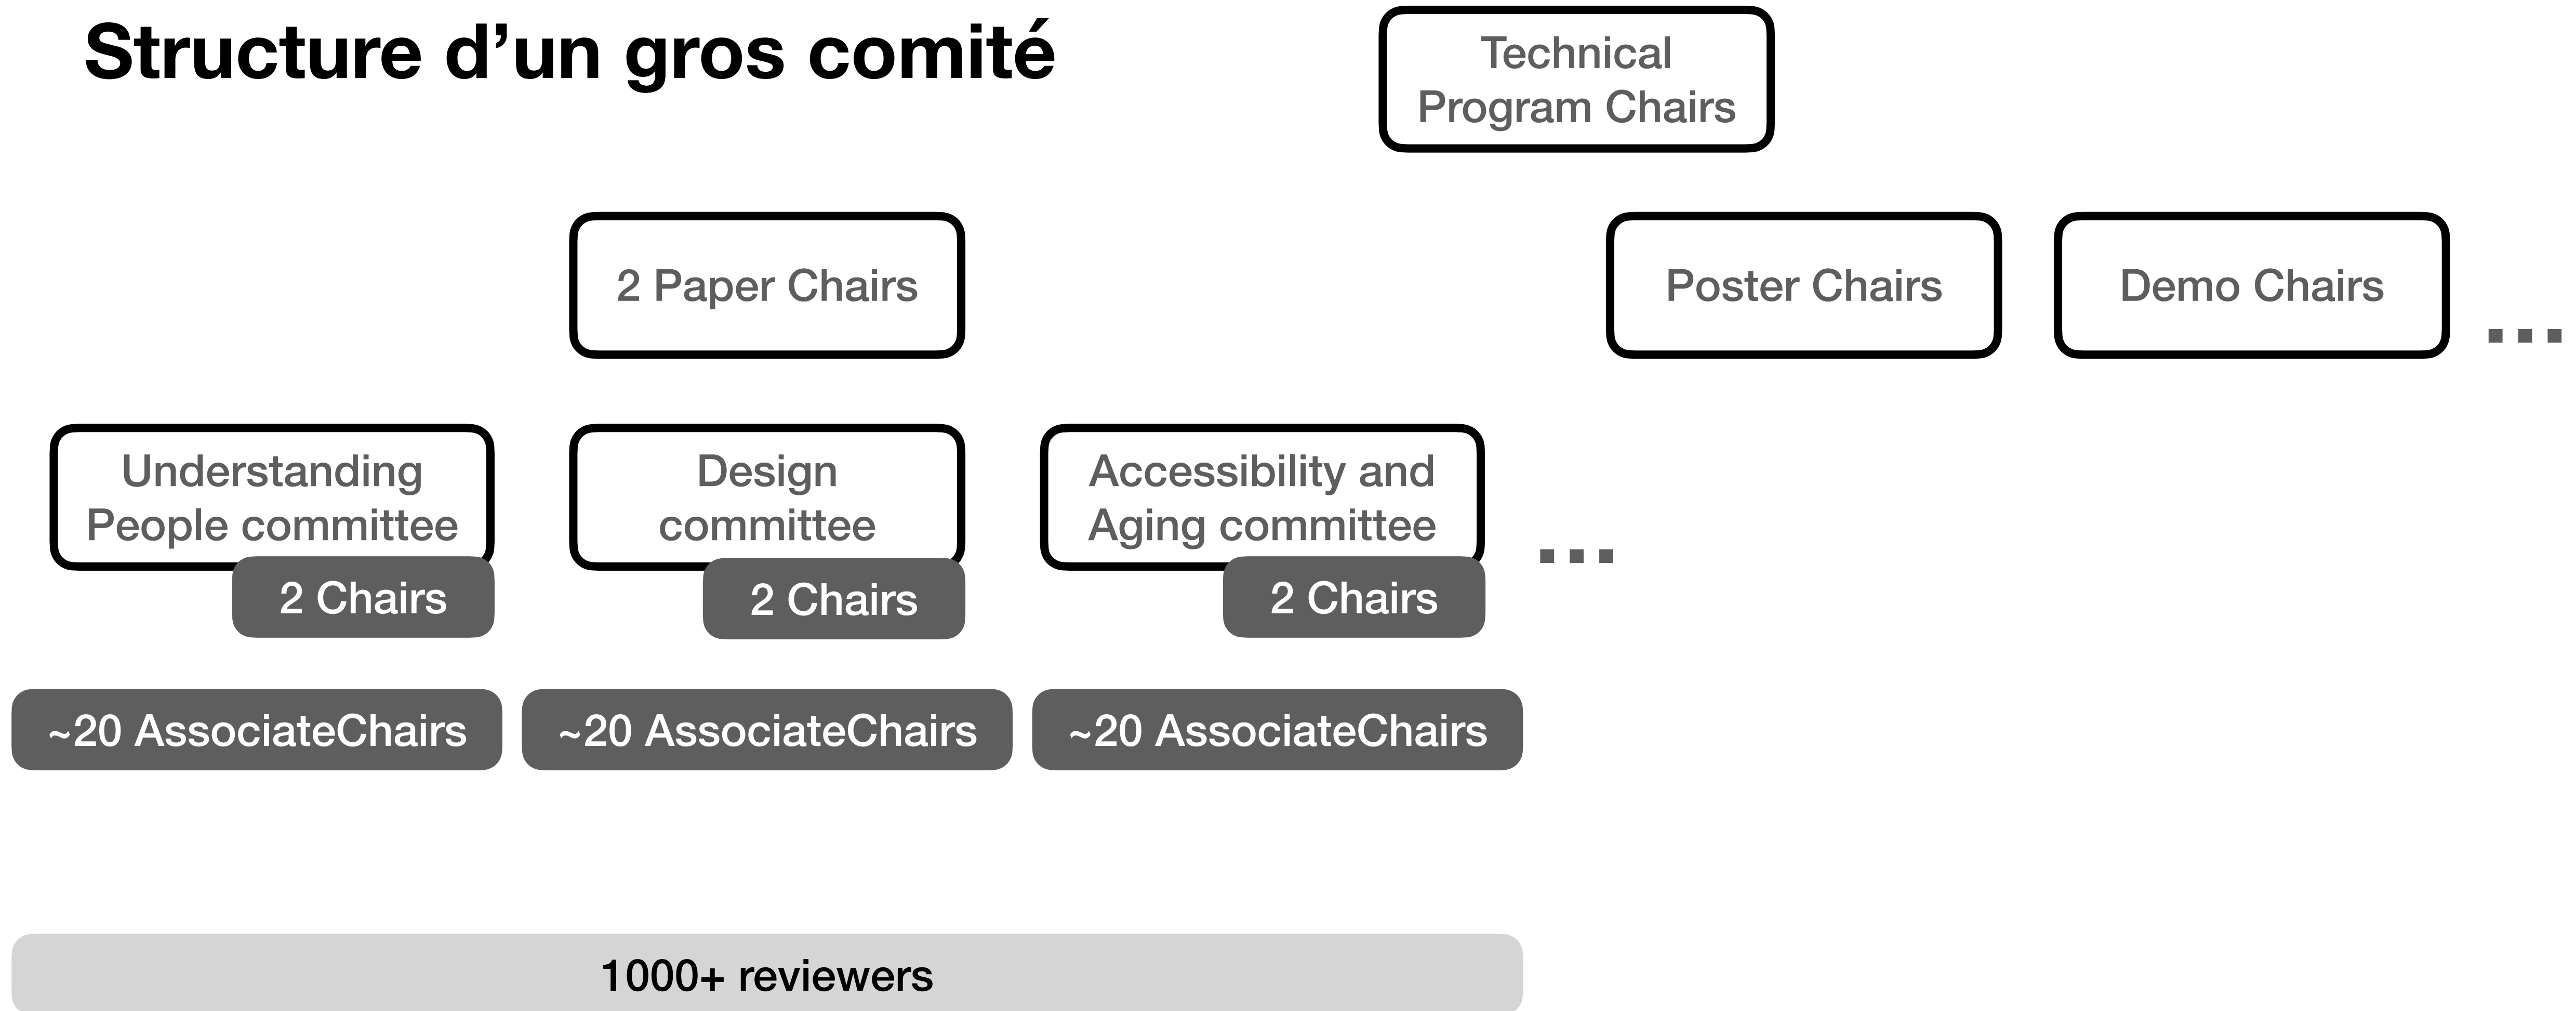 Structure d’un gros comité
Technical
Program Chairs
2 Paper Chairs
Poster Chairs
Demo Chairs
...
Understanding
People committee
2 Chairs
Design
committee
2 Chairs
Accessibility and
Aging committee
2 Chairs
...
~20 AssociateChairs
~20 AssociateChairs
~20 AssociateChairs
1000+ reviewers